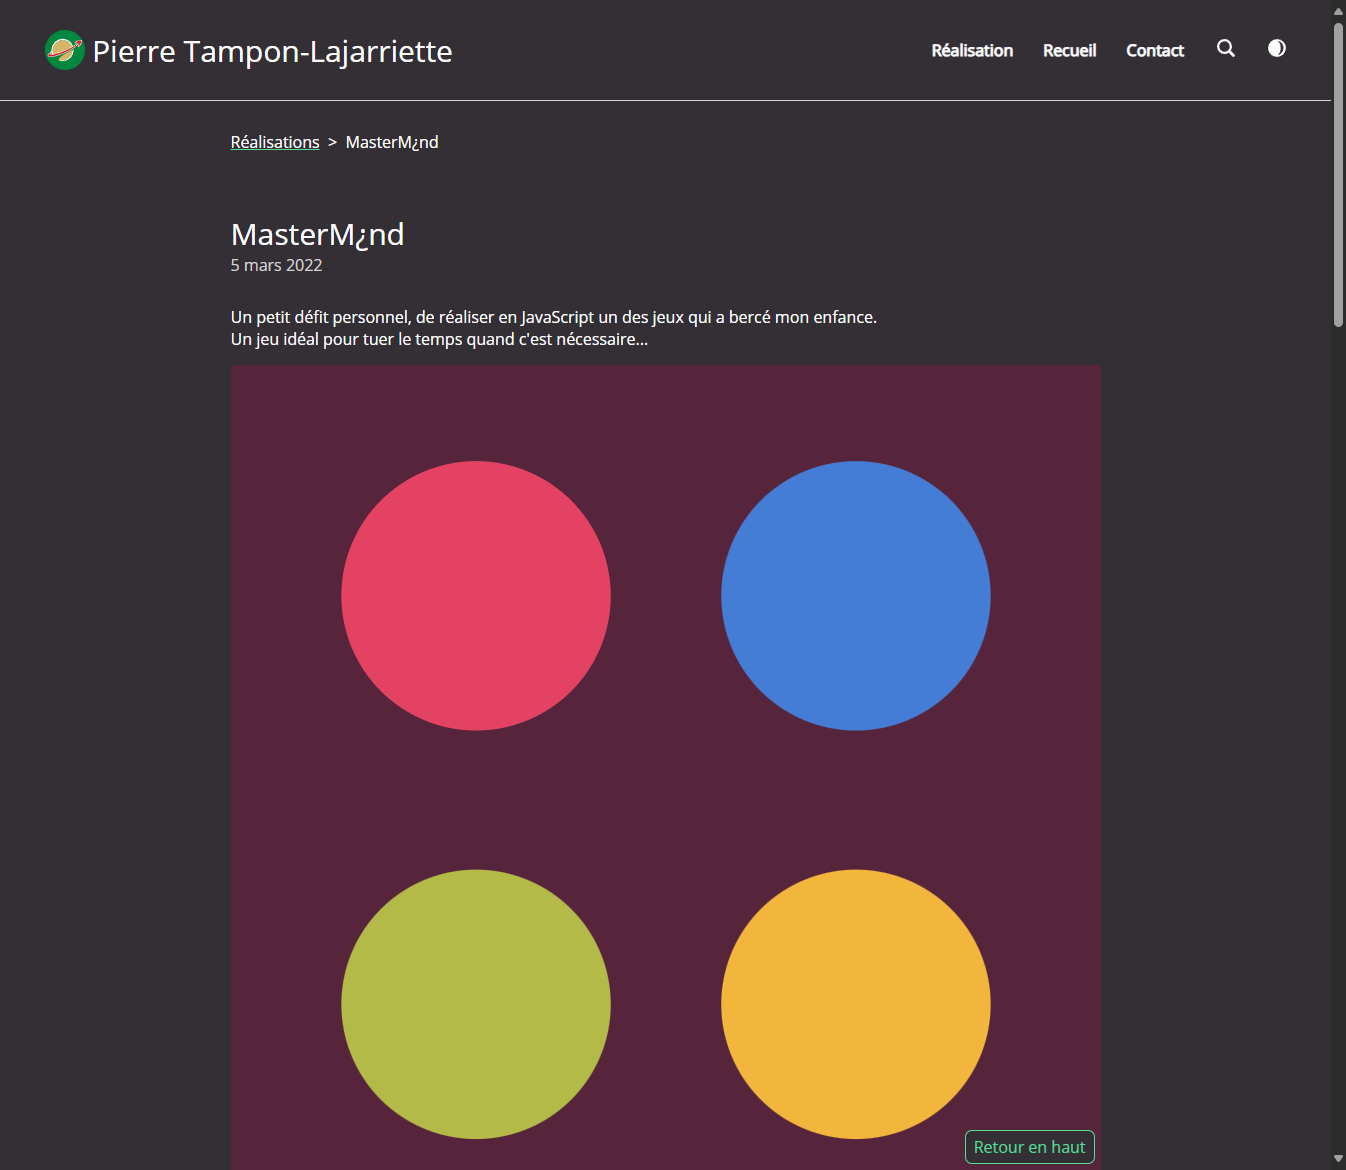 Pierre Tampon-Lajarriette
Réalisation Recueil Contact
Réalisations > MasterM¿nd
MasterM¿nd
5 mars 2022
Un petit défit personnel, de réaliser en JavaScript un des jeux qui a bercé mon enfance.
Un jeu idéal pour tuer le temps quand c'est nécessaire...
Retour en haut